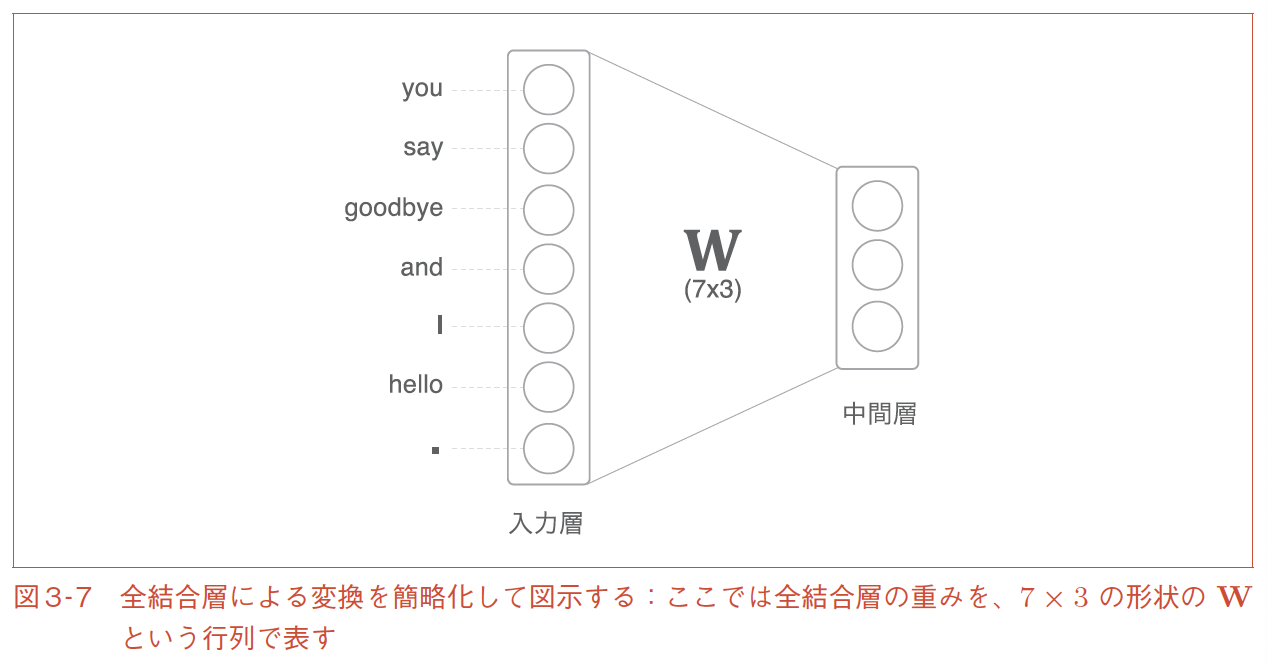 you
say
goodbye
and
I
hello
.
W
(7x3)
中間層
入力層
図3-7 全結合層による変換を簡略化して図示する：ここでは全結合層の重みを、7 × 3 の形状の W
という行列で表す